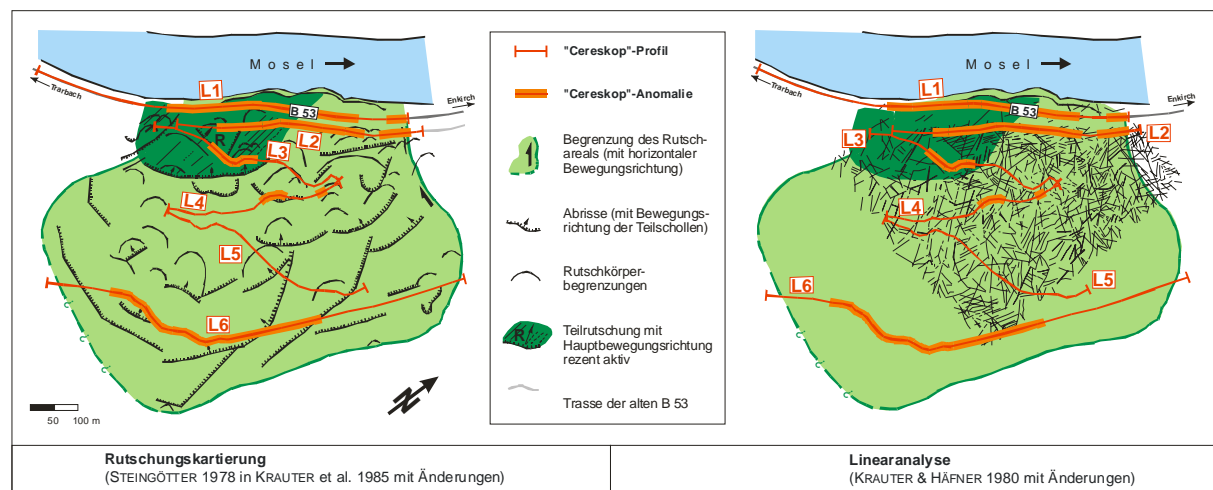 Mosel
Trarbach
L1
B 53
Enkirch
L2
R
L3
L4
L5
L6
50 100 m
N
"Cereskop"-Profil
"Cereskop"-Anomalie
Begrenzung des Rutsch-
areals (mit horizontaler
Bewegungsrichtung)
Abrisse (mit Bewegungs-
richtung der Teilschollen)
Rutschkörper-
begrenzungen
R
Teilrutschung mit
Hauptbewegungsrichtung
rezent aktiv
Trasse der alten B 53
Mosel
Trarbach
L1
Enkirch
B 53
L2
L3
L4
L5
L6
Rutschungskartierung
(STEINGÖTTER 1978 in KRAUTER et al. 1985 mit Änderungen)
Linearanalyse
(KRAUTER & HÄFNER 1980 mit Änderungen)